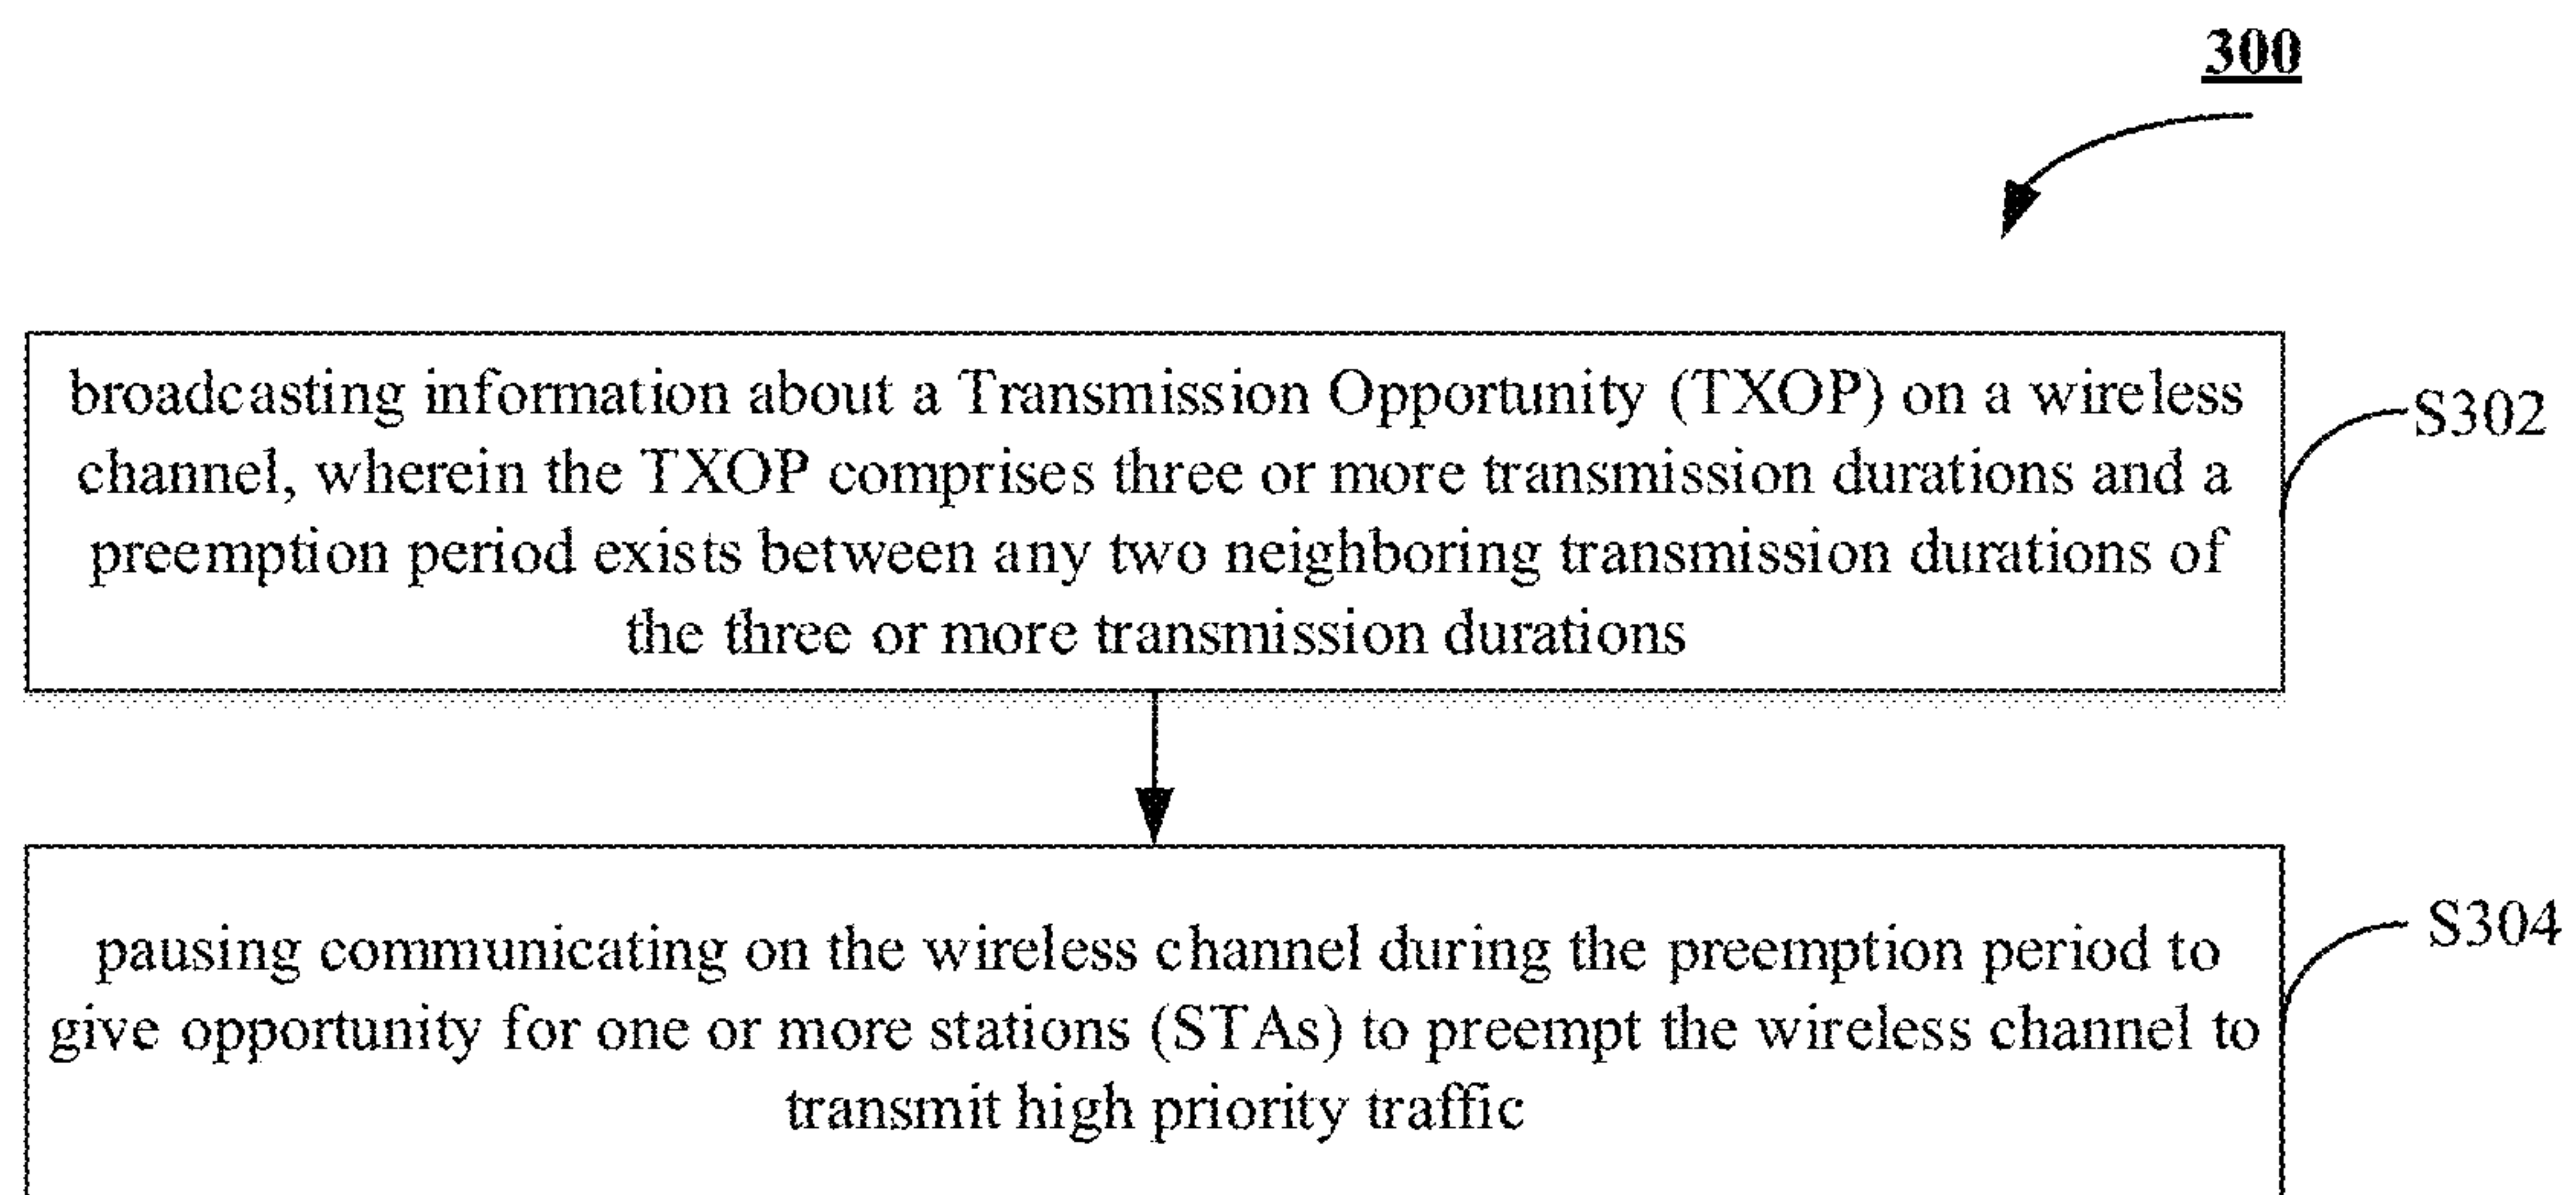 300
broadcasting information about a Transmission Opportunity (TXOP) on a wireless
channel, wherein the TXOP comprises three or more transmission durations and a
preemption period exists between any two neighboring transmission durations of
the three or more transmission durations
S302
pausing communicating on the wireless channel during the preemption period to
give opportunity for one or more stations (STAs) to preempt the wireless channel to
transmit high priority traffic
S304